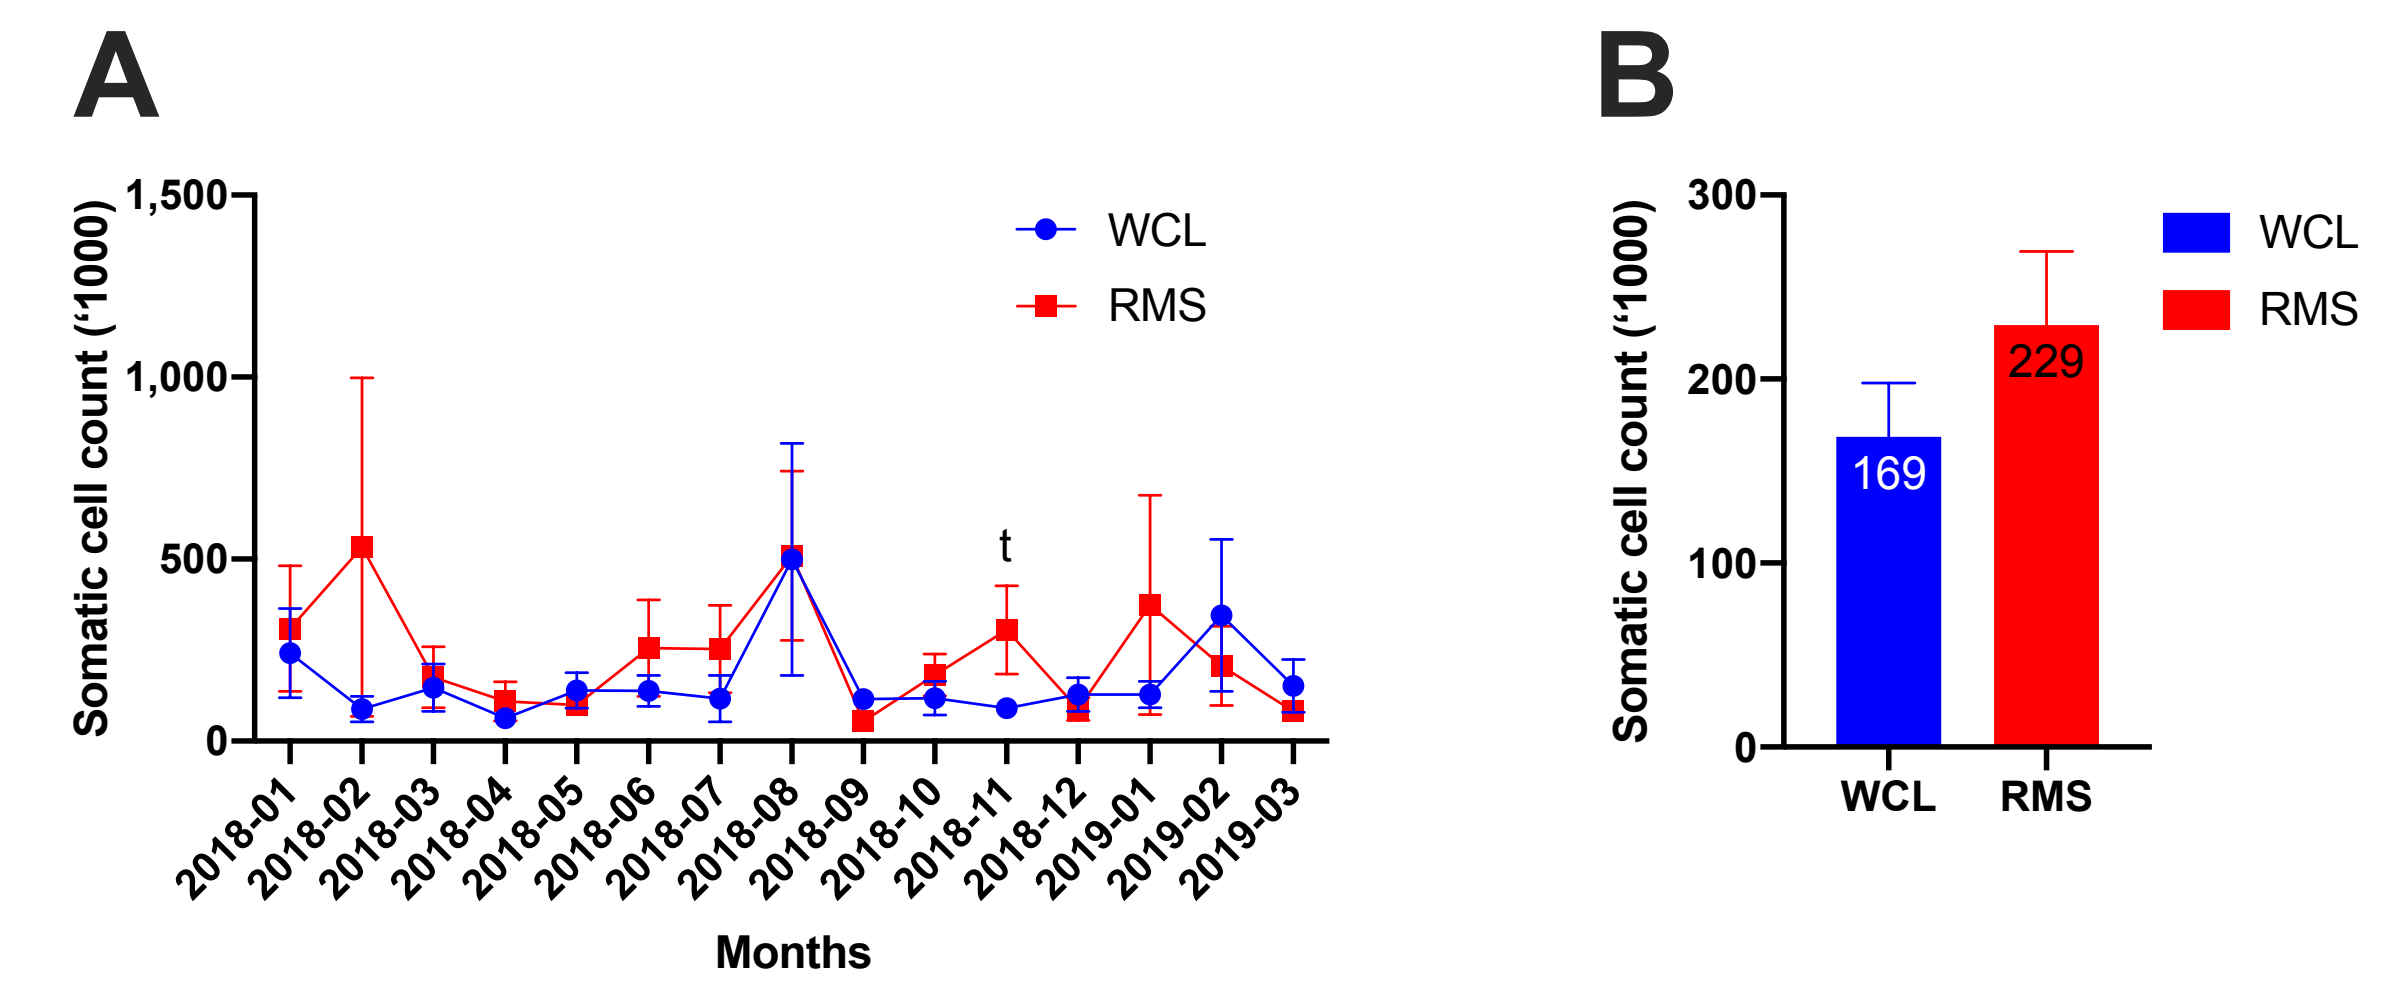 A
Somatic cell count (‘1000)
1,500
1,000
500
0
WCL
RMS
t
2018-01
2018-02
2018-03
2018-04
2018-05
2018-06
2018-07
2018-08
2018-09
2018-10
2018-11
2018-12
2019-01
2019-02
2019-03
Months
B
Somatic cell count (‘1000)
300
200
100
0
169
229
WCL
RMS
WCL
RMS